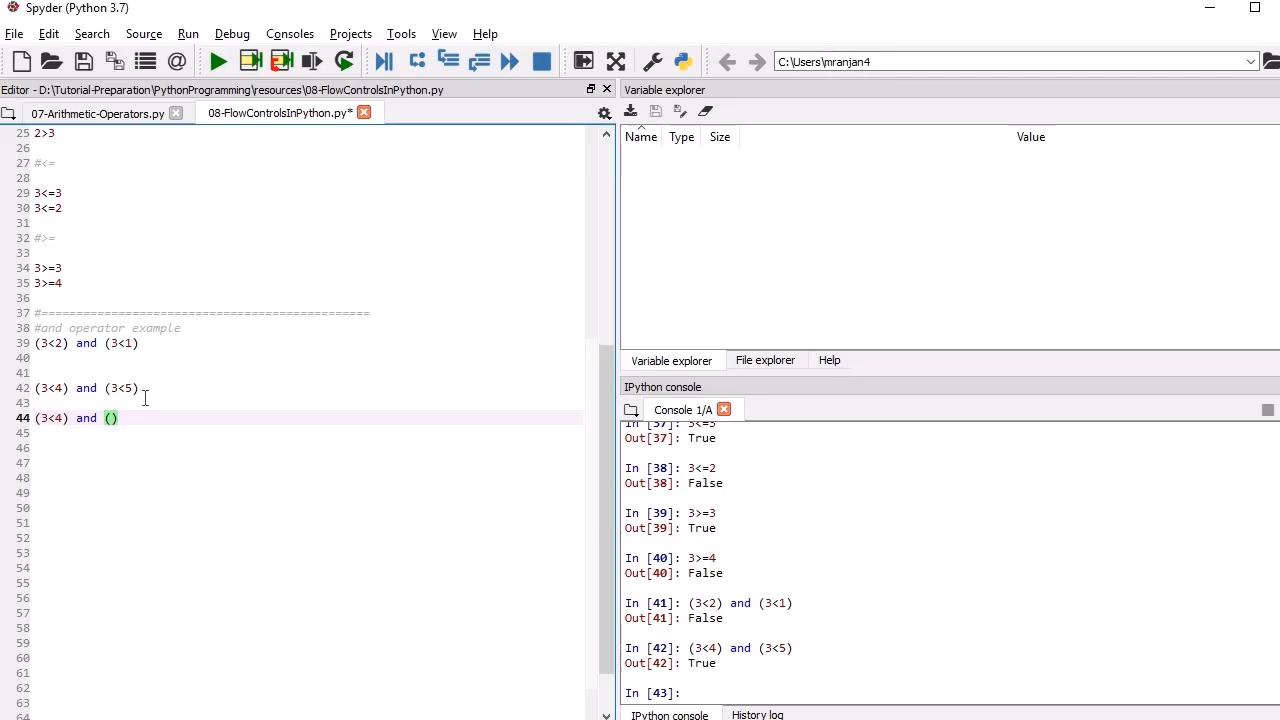 Spyder (Python 3.7)
File Edit Search Source Run Debug Consoles Projects Tools View Help
C:\Users\mranjan4
Editor - D:\Tutorial-Preparation\PythonProgramming\resources\08-FlowControlsInPython.py
Variable explorer
07-Arithmetic-Operators.py
08-FlowControlsInPython.py*
Name Type Size Value
25 2>3
26
27 #<=
28
29 3<=3
30 3<=2
31
32 #>=
33
34 3>=3
35 3>=4
36
37 #================================================
38 #and operator example
39 (3<2) and (3<1)
40
41
42 (3<4) and (3<5)
43
44 (3<4) and ()
45
46
47
48
49
50
51
52
53
54
55
56
57
58
59
60
61
62
63
64
Variable explorer File explorer Help
IPython console
Console 1/A
In [37]: 3<=3
Out[37]: True
In [38]: 3<=2
Out[38]: False
In [39]: 3>=3
Out[39]: True
In [40]: 3>=4
Out[40]: False
In [41]: (3<2) and (3<1)
Out[41]: False
In [42]: (3<4) and (3<5)
Out[42]: True
In [43]:
IPython console History log